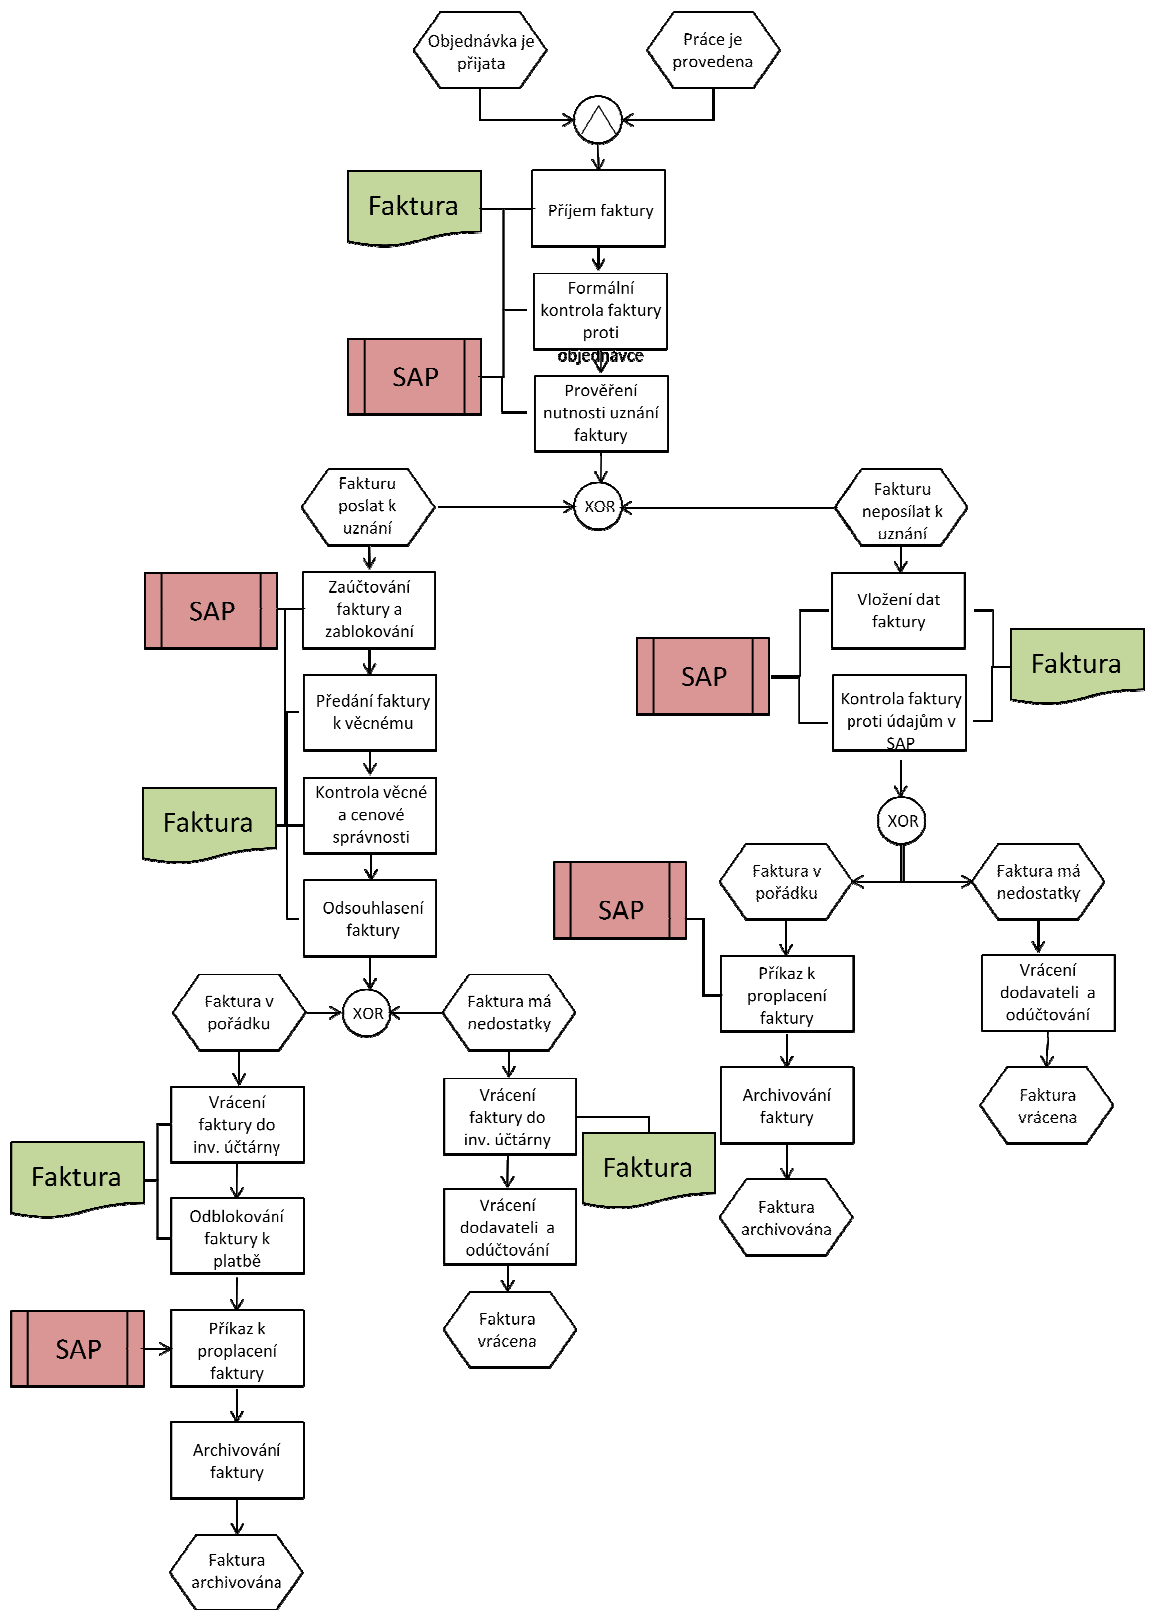 Objednávka je
přijata
Práce je
provedena
Faktura
Příjem faktury
Formální
kontrola faktury
proti
objednávce
SAP
Prověření
nutnosti uznání
faktury
Fakturu
poslat k
uznání
XOR
Fakturu
neposílat k
uznání
SAP
Zaúčtování
faktury a
zablokování
Předání faktury
k věcnému
Faktura
Kontrola věcné
a cenové
správnosti
Odsouhlasení
faktury
Vložení dat
faktury
SAP
Faktura
Kontrola faktury
proti údajům v
SAP
XOR
Faktura v
pořádku
Faktura má
nedostatky
SAP
Příkaz k
proplacení
faktury
Vrácení
dodavateli a
odúčtování
Archivování
faktury
Faktura
vrácena
Faktura
archivována
Faktura v
pořádku
XOR
Faktura má
nedostatky
Vrácení
faktury do
inv. účtárny
Faktura
Odblokování
faktury k
platbě
SAP
Příkaz k
proplacení
faktury
Archivování
faktury
Faktura
archivována
Vrácení
faktury do
inv. účtárny
Faktura
Vrácení
dodavateli a
odúčtování
Faktura
vrácena